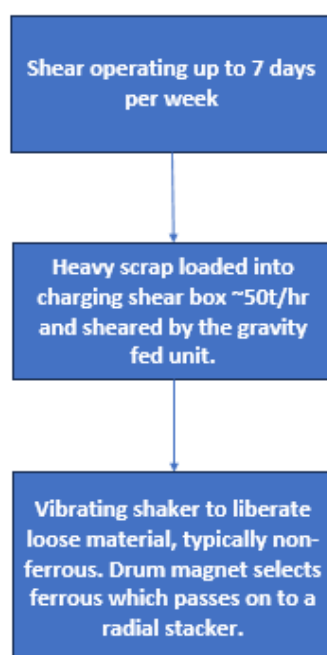 Shear operating up to 7 days
per week
Heavy scrap loaded into
charging shear box ~50t/hr
and sheared by the gravity
fed unit.
Vibrating shaker to liberate
loose material, typically non-
ferrous. Drum magnet selects
ferrous which passes on to a
radial stacker.